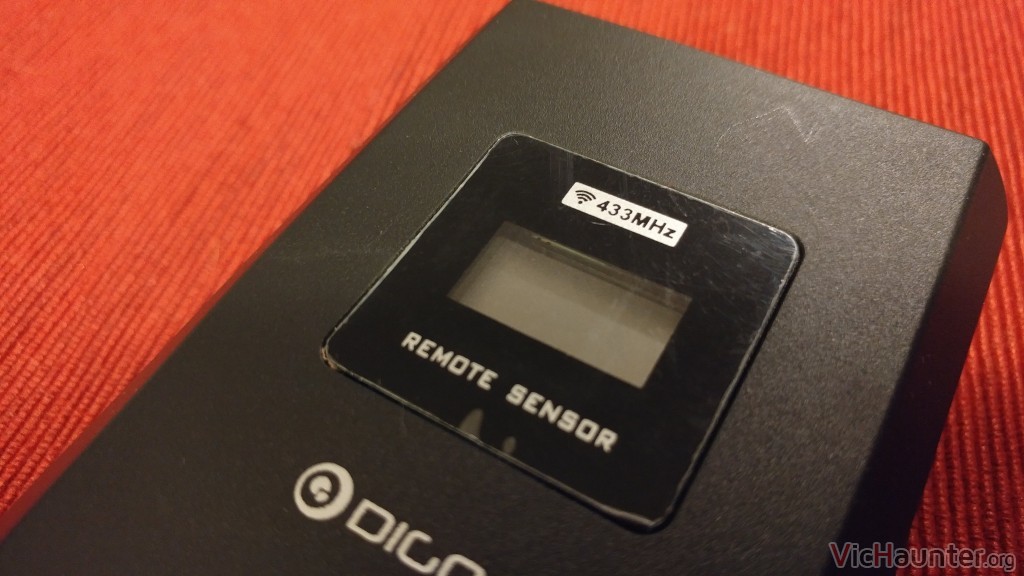 433MHz
REMOTE SENSOR
VicHaunter.org